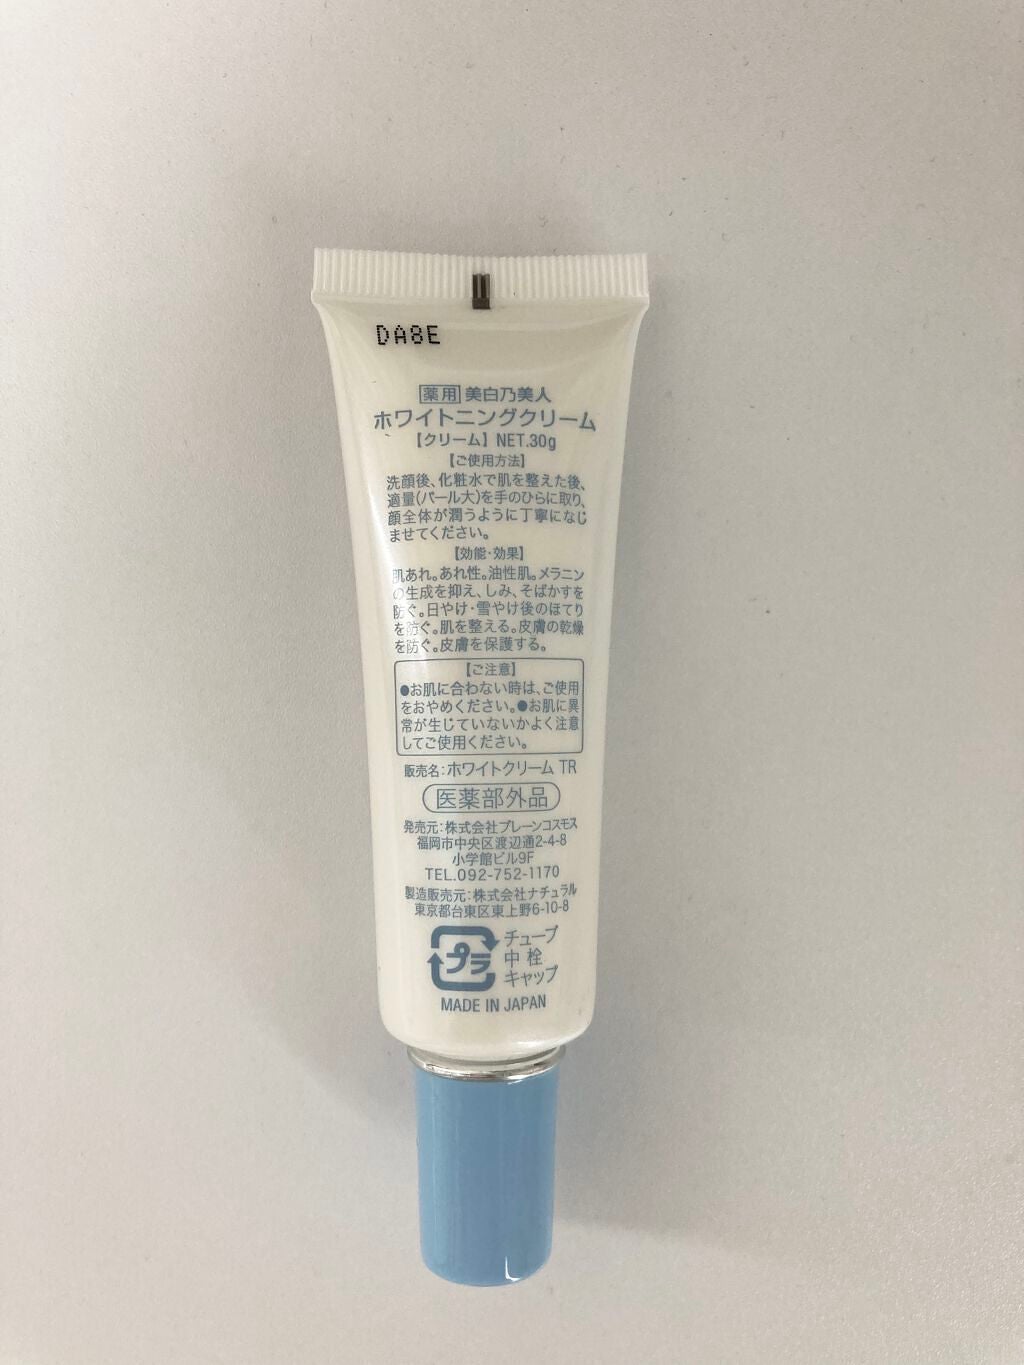 DA8E
薬用 美白乃美人
ホワイトニングクリーム
【クリーム】 NET.30g
【ご使用方法】
洗顔後、化粧水で肌を整えた後、
適量(パール大)を手のひらに取り、
顔全体が潤うように丁寧になじ
ませてください。
【効能・効果】
肌あれ。あれ性。油性肌。メラニン
の生成を抑え、しみ、そばかすを
防ぐ。日やけ・雪やけ後のほてり
を防ぐ。肌を整える。皮膚の乾燥
を防ぐ。皮膚を保護する。
【ご注意】
●お肌に合わない時は、ご使用
をおやめください。●お肌に異
常が生じていないかよく注意
してご使用ください。
販売名:ホワイトクリーム TR
医薬部外品
発売元:株式会社ブレーンコスモス
福岡市中央区渡辺通2-4-8
小学館ビル9F
TEL.092-752-1170
製造販売元:株式会社ナチュラル
東京都台東区東上野6-10-8
プラ
チューブ
中栓
キャップ
MADE IN JAPAN